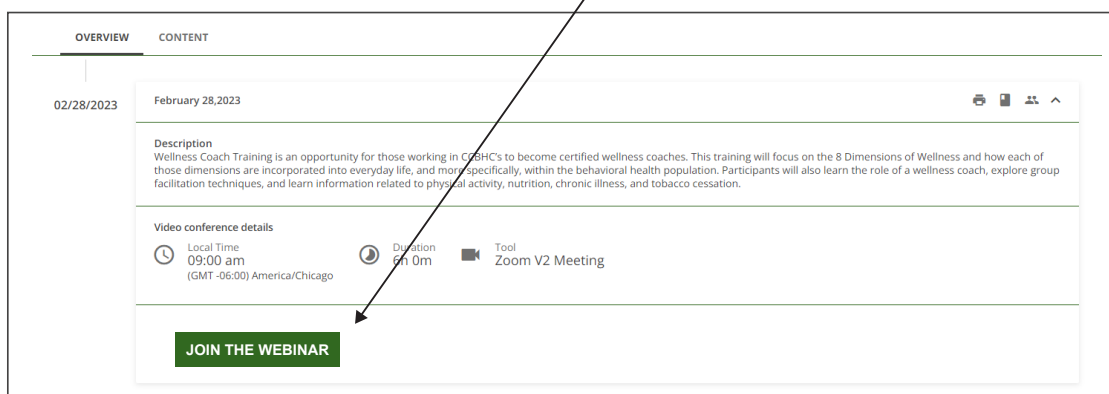 OVERVIEW CONTENT
02/28/2023
February 28,2023
Description
Wellness Coach Training is an opportunity for those working in CCBHC's to become certified wellness coaches. This training will focus on the 8 Dimensions of Wellness and how each of
those dimensions are incorporated into everyday life, and more specifically, within the behavioral health population. Participants will also learn the role of a wellness coach, explore group
facilitation techniques, and learn information related to physical activity, nutrition, chronic illness, and tobacco cessation.
Video conference details
Local Time Duration Tool
09:00 am 6h 0m Zoom V2 Meeting
(GMT -06:00) America/Chicago
JOIN THE WEBINAR